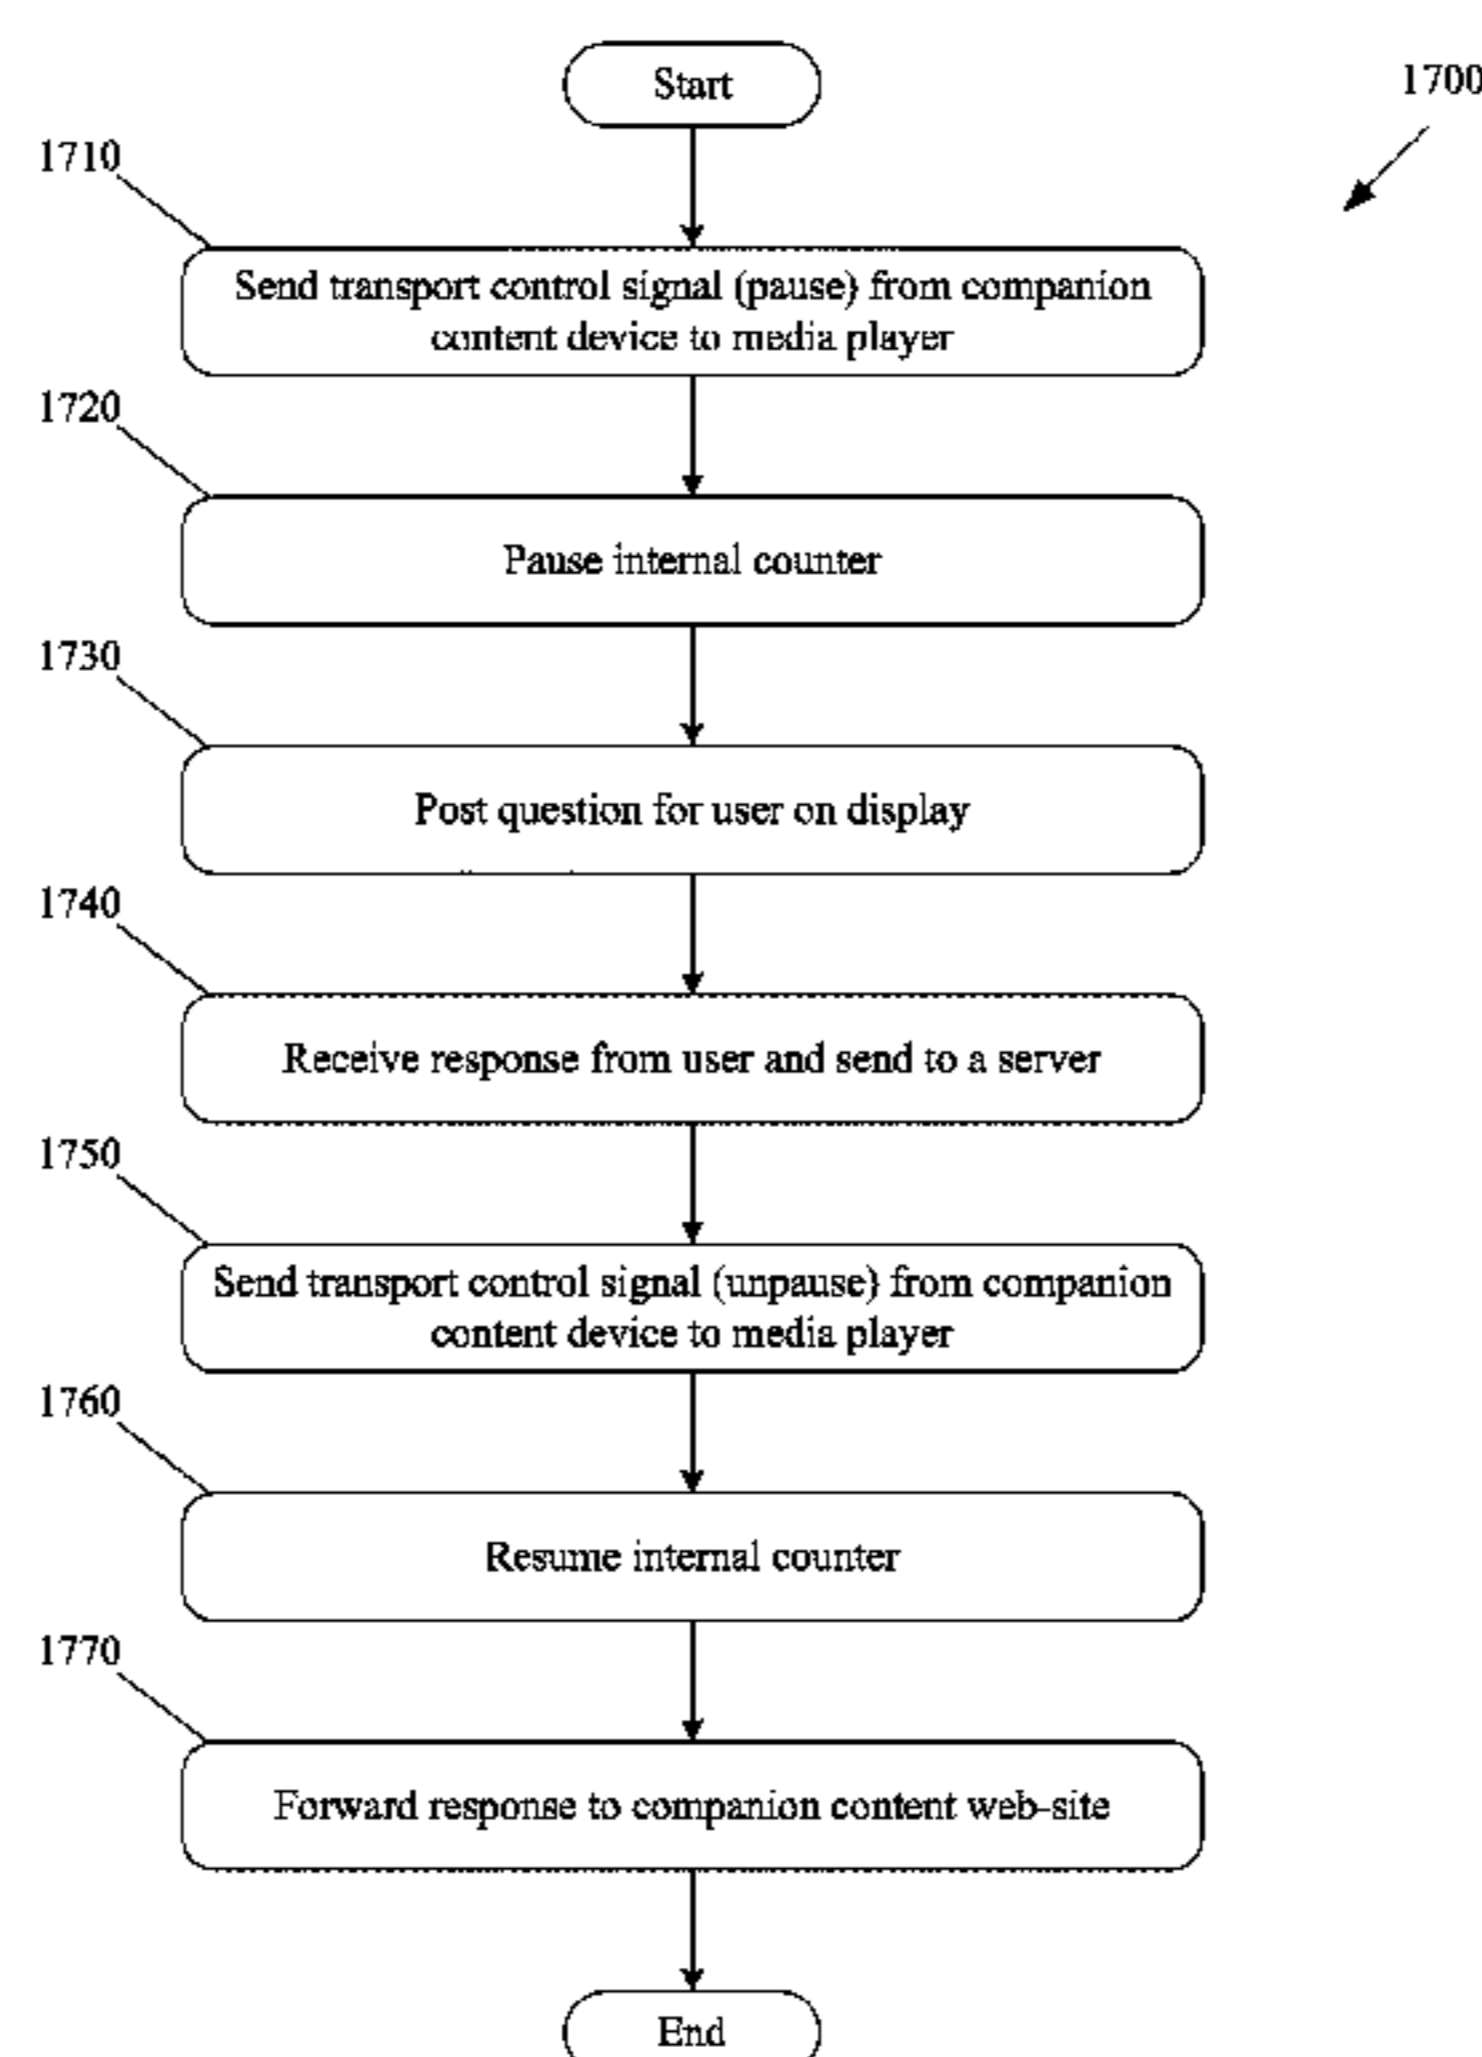 Start
1700
1710
Send transport control signal (pause) from companion
content device to media player
1720
Pause internal counter
1730
Post question for user on display
1740
Receive response from user and send to a server
1750
Send transport control signal (unpause) from companion
content device to media player
1760
Resume internal counter
1770
Forward response to companion content web-site
End